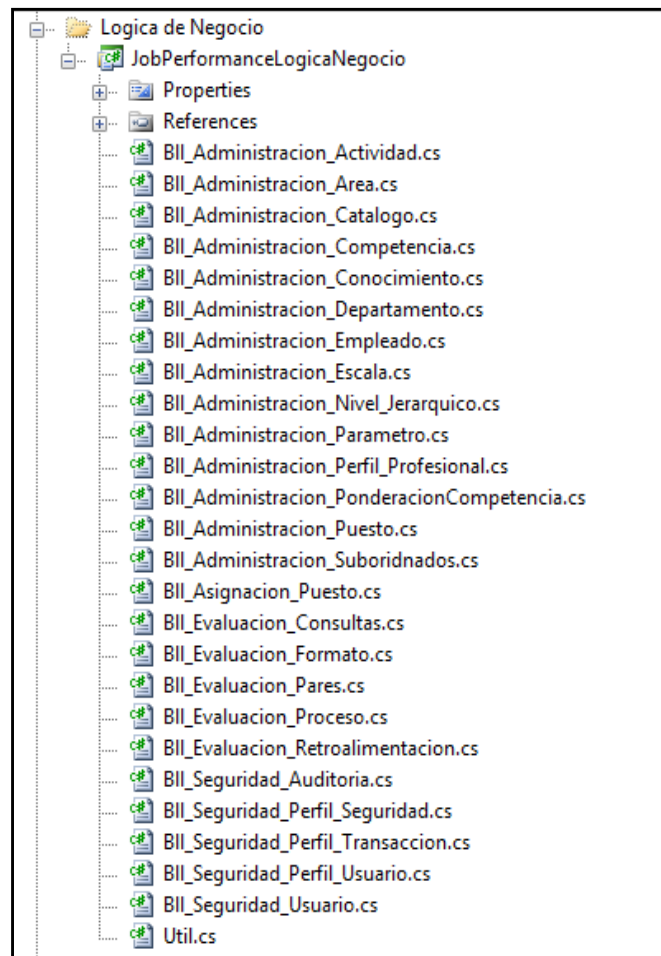 Logica de Negocio
JobPerformanceLogicaNegocio
Properties
References
Bll_Administracion_Actividad.cs
Bll_Administracion_Area.cs
Bll_Administracion_Catalogo.cs
Bll_Administracion_Competencia.cs
Bll_Administracion_Conocimiento.cs
Bll_Administracion_Departamento.cs
Bll_Administracion_Empleado.cs
Bll_Administracion_Escala.cs
Bll_Administracion_Nivel_Jerarquico.cs
Bll_Administracion_Parametro.cs
Bll_Administracion_Perfil_Profesional.cs
Bll_Administracion_PonderacionCompetencia.cs
Bll_Administracion_Puesto.cs
Bll_Administracion_Suboridnados.cs
Bll_Asignacion_Puesto.cs
Bll_Evaluacion_Consultas.cs
Bll_Evaluacion_Formato.cs
Bll_Evaluacion_Pares.cs
Bll_Evaluacion_Proceso.cs
Bll_Evaluacion_Retroalimentacion.cs
Bll_Seguridad_Auditoria.cs
Bll_Seguridad_Perfil_Seguridad.cs
Bll_Seguridad_Perfil_Transaccion.cs
Bll_Seguridad_Perfil_Usuario.cs
Bll_Seguridad_Usuario.cs
Util.cs